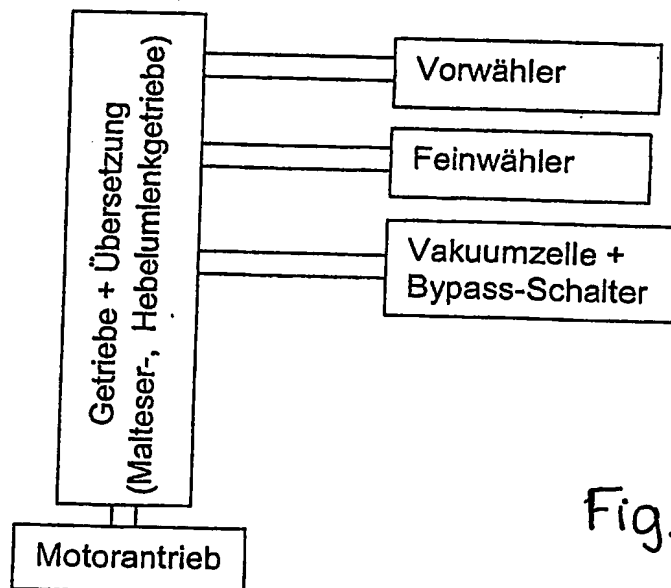 Vorwähler
Feinwähler
Vakuumzelle +
Bypass-Schalter
Getriebe + Übersetzung
(Malteser-, Hebelumlenkgetriebe)
Motorantrieb
Fig.